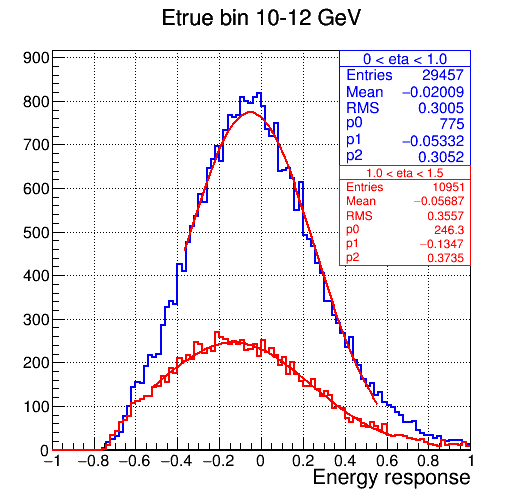 Etrue bin 10-12 GeV
0 < eta < 1.0
Entries 29457
Mean −0.02009
RMS 0.3005
p0 775
p1 −0.05332
p2 0.3052
1.0 < eta < 1.5
Entries 10951
Mean −0.05687
RMS 0.3557
p0 246.3
p1 −0.1347
p2 0.3735
900
800
700
600
500
400
300
200
100
0
−1 −0.8 −0.6 −0.4 −0.2 0 0.2 0.4 0.6 0.8 1
Energy response